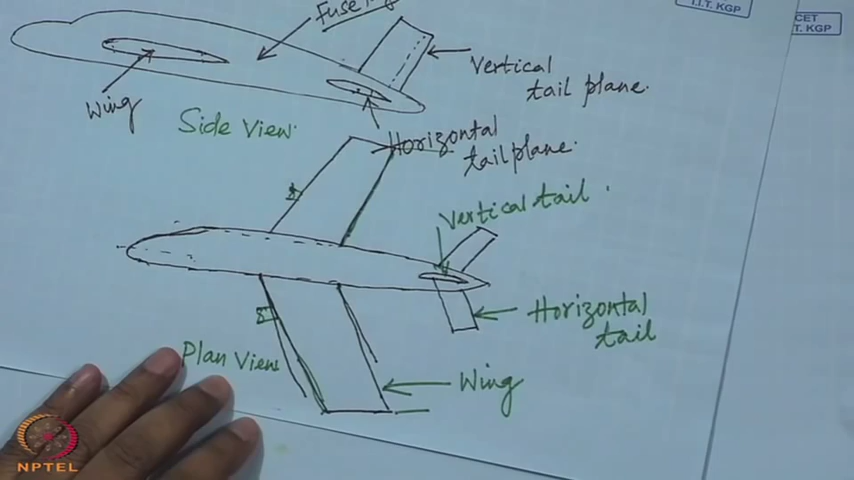 I.I.T. KGP
CET
T. KGP
Vertical
tail plane.
Wing
Side View
Horizontal
tail plane.
Vertical tail
Horizontal
tail
Plan View
Wing
NPTEL